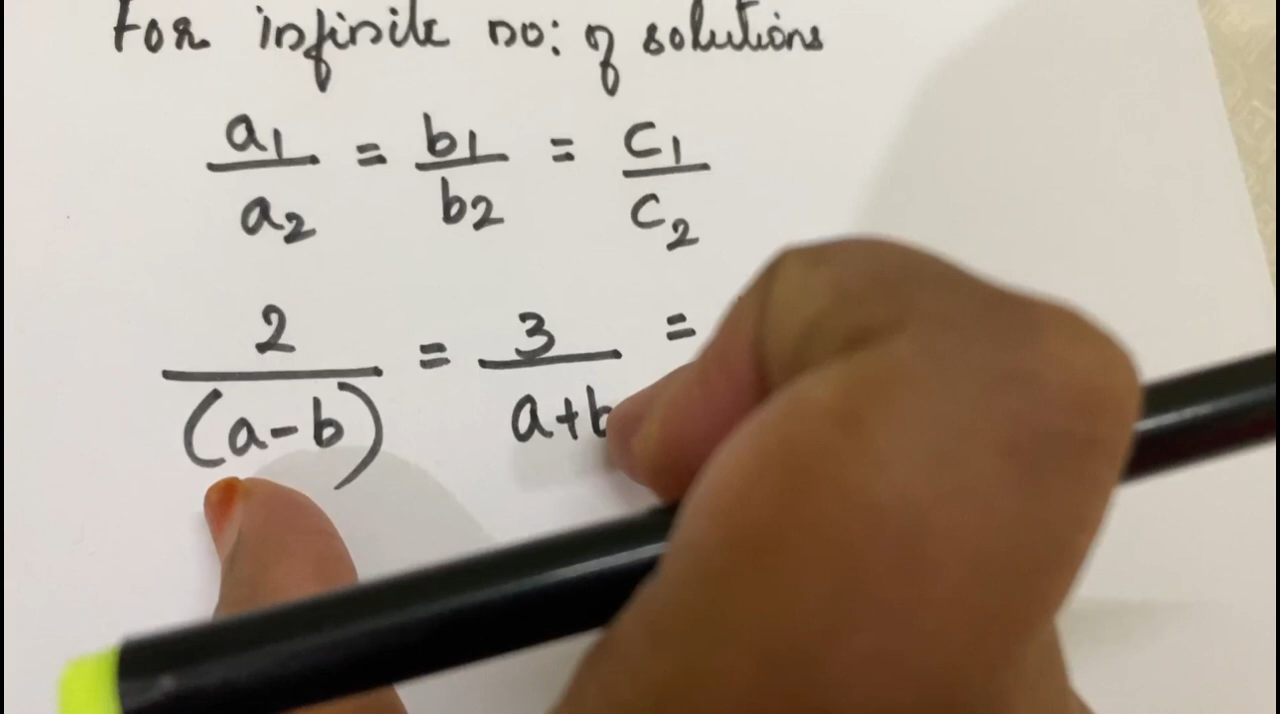 For infinite no: of solutions
a1/a2 = b1/b2 = c1/c2
2/(a-b) = 3/a+b =